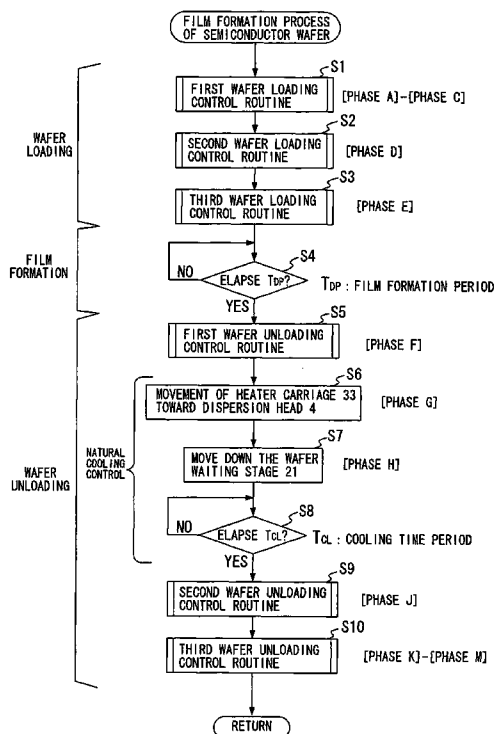 FILM FORMATION PROCESS
OF SEMICONDUCTOR WAFER
S1
FIRST WAFER LOADING
CONTROL ROUTINE
[PHASE A]-[PHASE C]
S2
SECOND WAFER LOADING
CONTROL ROUTINE
[PHASE D]
WAFER
LOADING
S3
THIRD WAFER LOADING
CONTROL ROUTINE
[PHASE E]
S4
FILM
FORMATION
NO
ELAPSE TDP?
TDP : FILM FORMATION PERIOD
YES
S5
FIRST WAFER UNLOADING
CONTROL ROUTINE
[PHASE F]
S6
MOVEMENT OF HEATER CARRIAGE 33
TOWARD DISPERSION HEAD 4
[PHASE G]
S7
MOVE DOWN THE WAFER
WAITING STAGE 21
[PHASE H]
NATURAL
COOLING
CONTROL
WAFER
UNLOADING
S8
NO
ELAPSE TCL?
TCL : COOLING TIME PERIOD
YES
S9
SECOND WAFER UNLOADING
CONTROL ROUTINE
[PHASE J]
S10
THIRD WAFER UNLOADING
CONTROL ROUTINE
[PHASE K]-[PHASE M]
RETURN